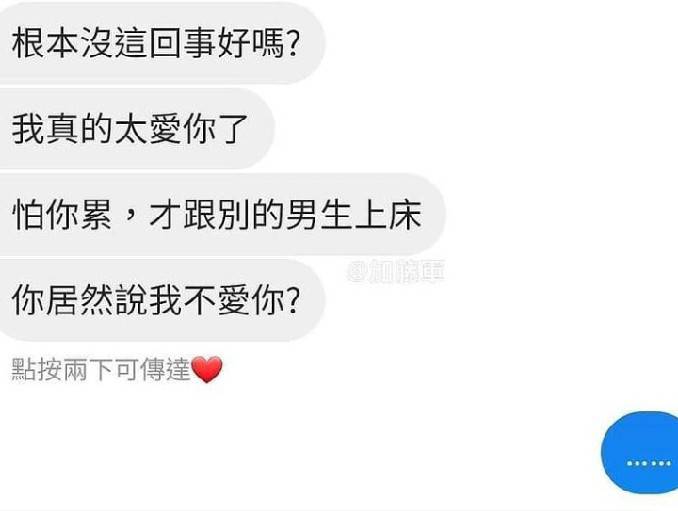 根本沒這回事好嗎?
我真的太愛你了
怕你累，才跟別的男生上床
@加藤軍
你居然說我不愛你?
點按兩下可傳達❤️
……